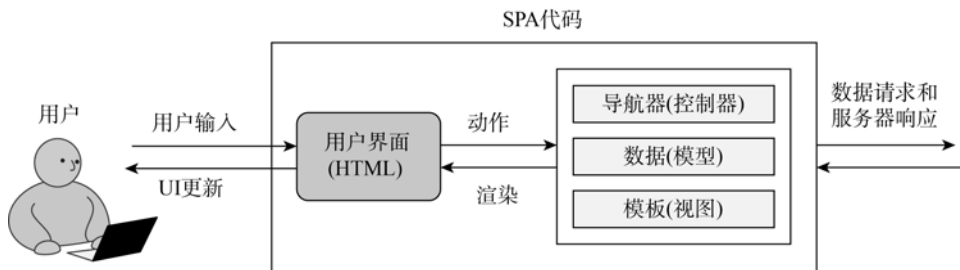 SPA代码
用户
用户输入
UI更新
用户界面
(HTML)
动作
渲染
导航器(控制器)
数据(模型)
模板(视图)
数据请求和
服务器响应